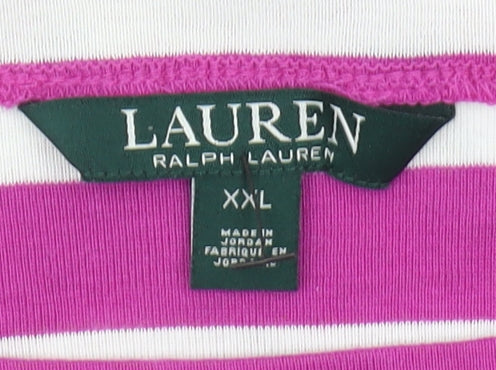 LAUREN
RALPH LAUREN
XXL
MADE IN
JORDAN
FABRIQUÉ EN